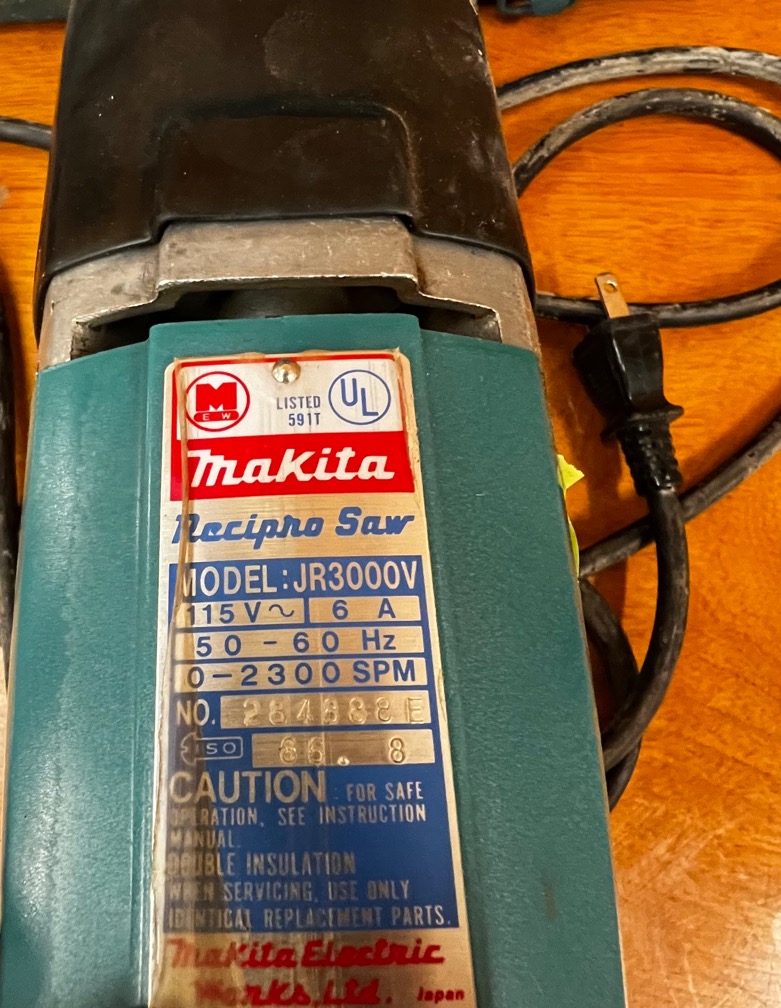 M
E W
LISTED
591T
UL
makita
Recipro Saw
MODEL:JR3000V
115V~ 6 A
50-60 Hz
0-2300 SPM
NO. 284888E
ISO 86. 8
CAUTION: FOR SAFE
OPERATION, SEE INSTRUCTION
MANUAL.
DOUBLE INSULATION
WHEN SERVICING, USE ONLY
IDENTICAL REPLACEMENT PARTS.
Makita Electric
Works, Ltd. Japan